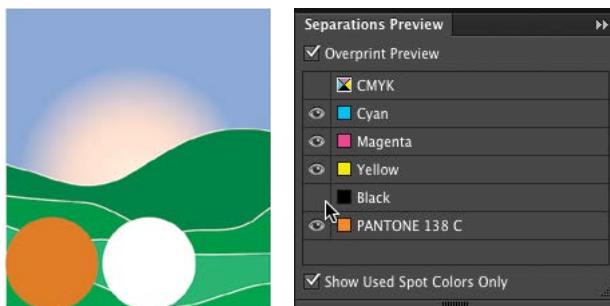 Separations Preview
Overprint Preview
CMYK
Cyan
Magenta
Yellow
Black
PANTONE 138 C
Show Used Spot Colors Only